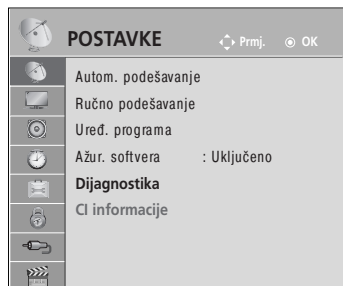 POSTAVKE Prmj. OK
Autom. podešavanje
Ručno podešavanje
Uređ. programa
Ažur. softvera : Uključeno
Dijagnostika
CI informacije